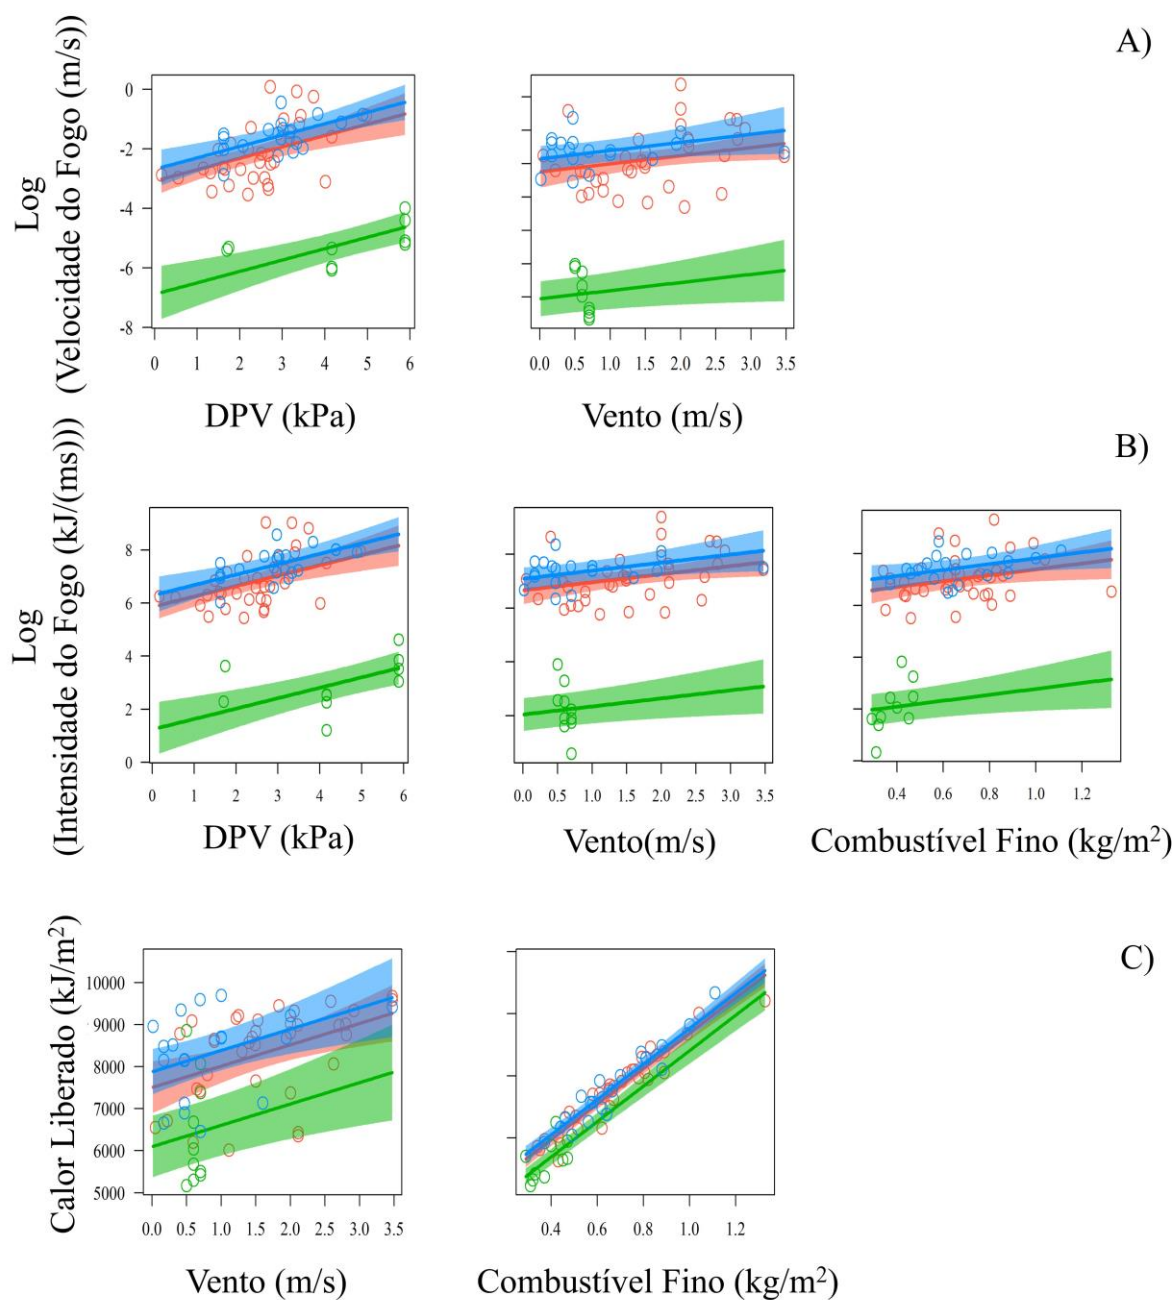 A)
Log
(Velocidade do Fogo (m/s))
0
-2
-4
-6
-8
0 1 2 3 4 5 6
0.0 0.5 1.0 1.5 2.0 2.5 3.0 3.5
DPV (kPa)
Vento (m/s)
B)
Log
(Intensidade do Fogo (kJ/(ms)))
8
6
4
2
0
0 1 2 3 4 5 6
0.0 0.5 1.0 1.5 2.0 2.5 3.0 3.5
0.4 0.6 0.8 1.0 1.2
DPV (kPa)
Vento(m/s)
Combustível Fino (kg/m²)
C)
Calor Liberado (kJ/m²)
10000
9000
8000
7000
6000
5000
0.0 0.5 1.0 1.5 2.0 2.5 3.0 3.5
0.4 0.6 0.8 1.0 1.2
Vento (m/s)
Combustível Fino (kg/m²)